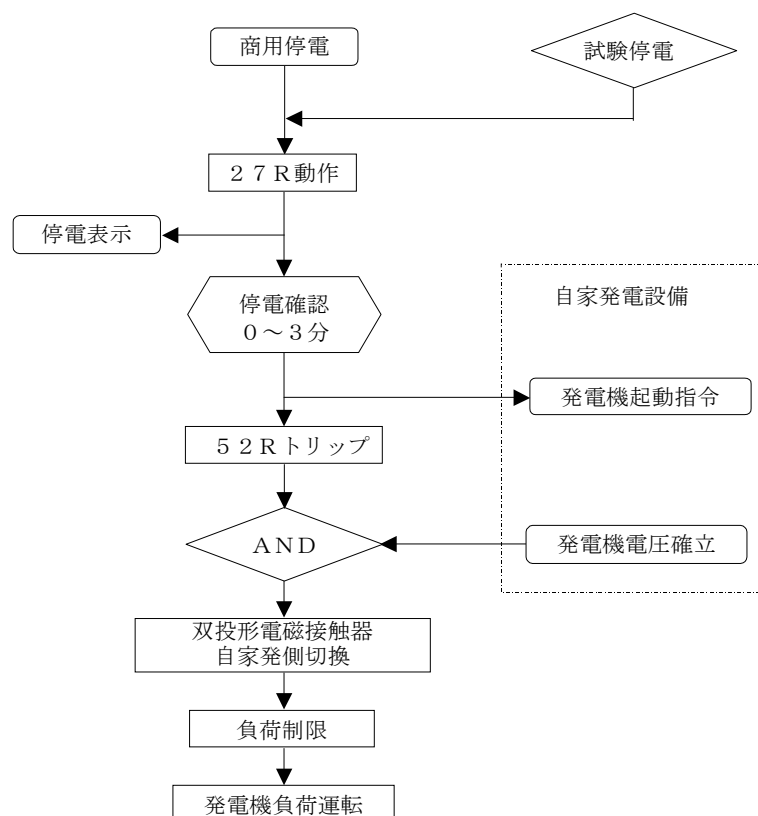 商用停電
試験停電
２７Ｒ動作
停電表示
停電確認
０～３分
自家発電設備
発電機起動指令
５２Ｒトリップ
ＡＮＤ
発電機電圧確立
双投形電磁接触器
自家発側切換
負荷制限
発電機負荷運転